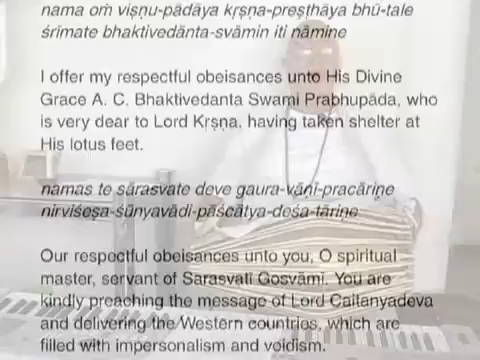 nama oṁ viṣṇu-pādāya kṛṣṇa-preṣṭhāya bhū-tale
śrīmate bhaktivedānta-svāmin iti nāmine
I offer my respectful obeisances unto His Divine
Grace A. C. Bhaktivedanta Swami Prabhupāda, who
is very dear to Lord Kṛṣṇa, having taken shelter at
His lotus feet.
namas te sārasvate deve gaura-vāṇi-pracāriṇe
nirviśeṣa-śūnyavādi-pāścātya-deśa-tāriṇe
Our respectful obeisances unto you, O spiritual
master, servant of Sarasvatī Gosvāmī. You are
kindly preaching the message of Lord Caitanyadeva
and delivering the Western countries, which are
filled with impersonalism and voidism.